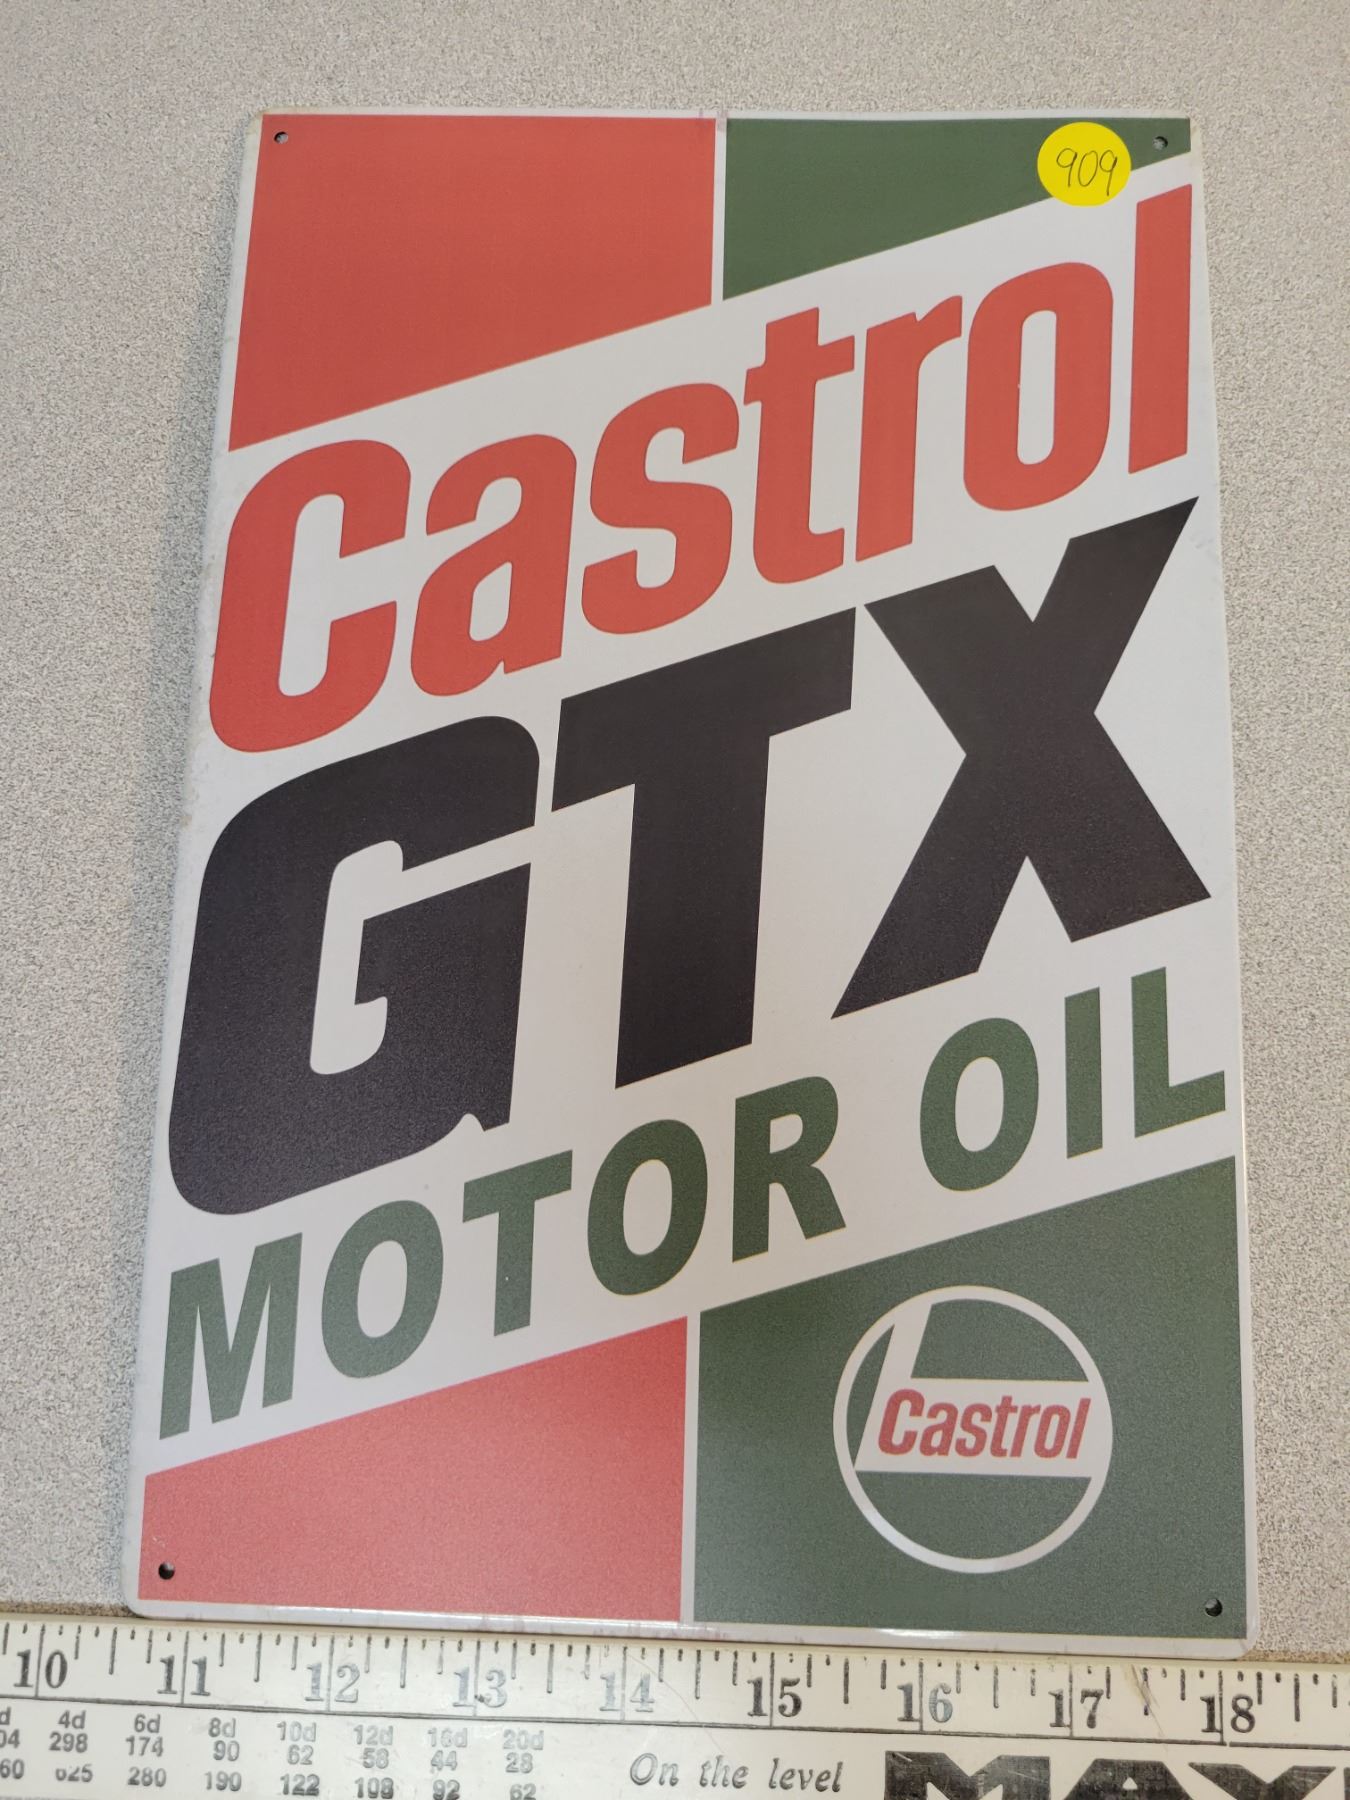 909
Castrol
GTX
MOTOR OIL
Castrol
10 11 12 13 14 15 16 17 18
4d 6d 8d 10d 12d 16d 20d
298 174 90 62 58 44 28
280 190 122 108 92 62
On the level